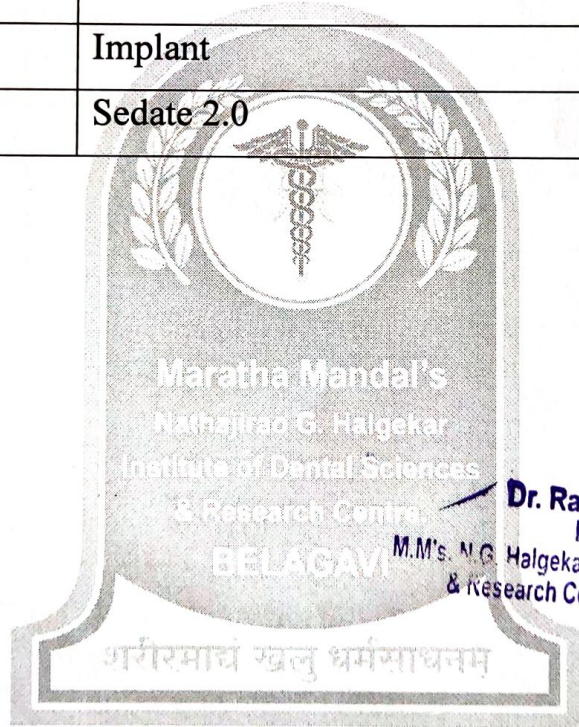 Implant
Sedate 2.0
Maratha Mandal's
Nathajirao G. Halgekar
Institute of Dental Sciences
& Research Centre,
BELAGAVI
Dr. Ra
M.M's. N.G. Halgeka
& Research Ce
शरीरमाद्यं खलु धर्मसाधनम्